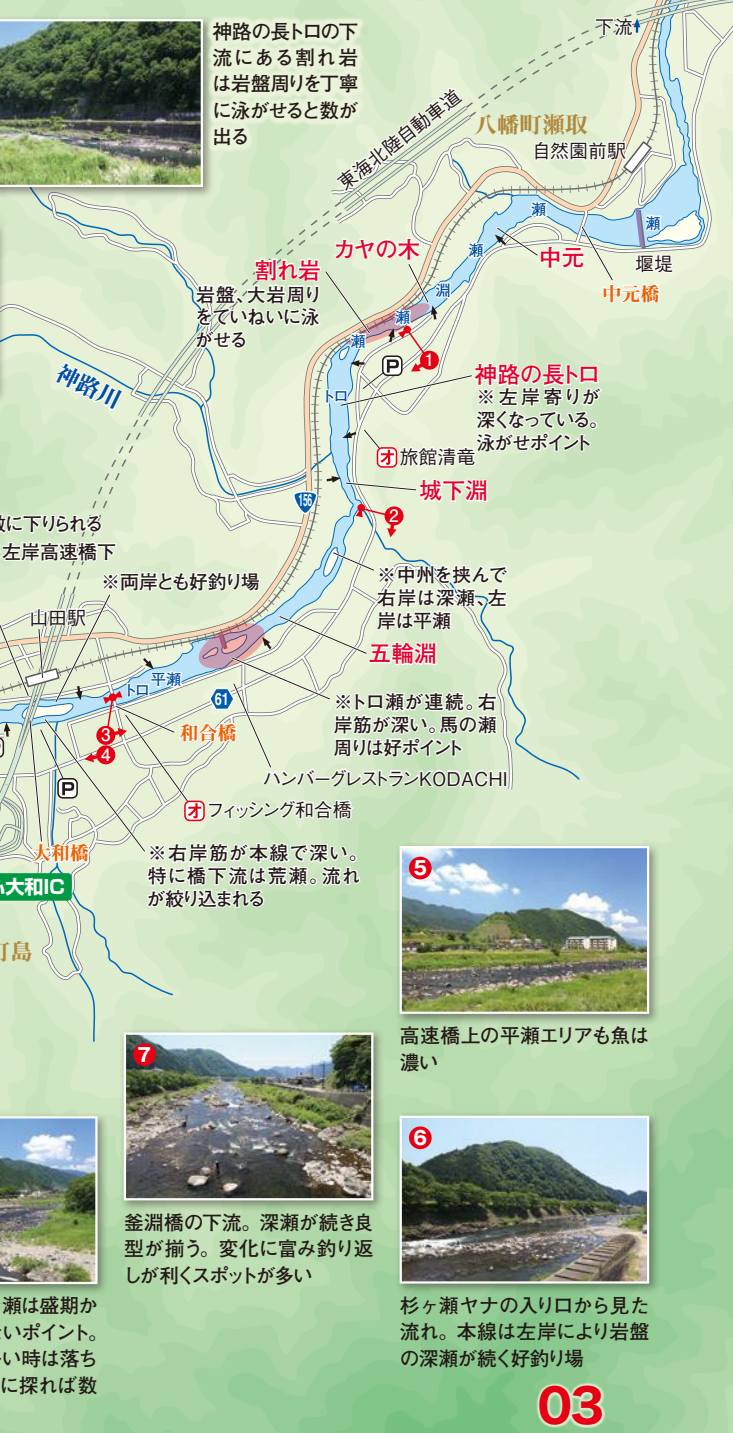 神路の長トロの下
流にある割れ岩
は岩盤周りを丁寧
に泳がせると数が
出る
下流
東海北陸自動車道
八幡町瀬取
自然園前駅
瀬
瀬
瀬
堰堤
中元橋
中元
カヤの木
淵
割れ岩
岩盤、大岩周り
をていねいに泳
がせる
瀬
瀬
P
1
神路川
トロ
神路の長トロ
※左岸寄りが
深くなっている。
泳がせポイント
オ旅館清竜
156
城下淵
2
に下りられる
左岸高速橋下
※両岸とも好釣り場
※中州を挟んで
右岸は深瀬、左
岸は平瀬
山田駅
五輪淵
平瀬
トロ
61
※トロ瀬が連続。右
岸筋が深い。馬の瀬
周りは好ポイント
3
4
和合橋
ハンバーグレストランKODACHI
P
オフィッシング和合橋
大和橋
※右岸筋が本線で深い。
特に橋下流は荒瀬。流れ
が絞り込まれる
大和IC
島
5
高速橋上の平瀬エリアも魚は
濃い
7
釜淵橋の下流。深瀬が続き良
型が揃う。変化に富み釣り返
しが利くスポットが多い
6
杉ヶ瀬ヤナの入り口から見た
流れ。本線は左岸により岩盤
の深瀬が続く好釣り場
瀬は盛期か
いポイント。
い時は落ち
に探れば数
03